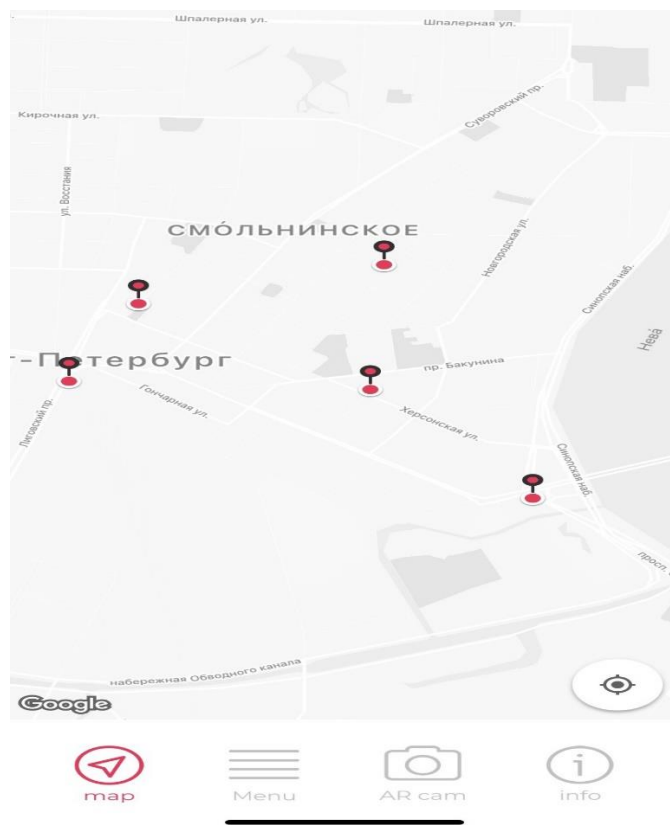 Шпалерная ул.
Шпалерная ул.
Суворовский пр.
Кирочная ул.
ул. Восстания
СМО́ЛЬНИНСКОЕ
Новгородская ул.
Синопская наб.
Нева́
т-Петербург
пр. Бакунина
Гончарная ул.
Лиговский пр.
Херсонская ул.
Синопская наб.
просп.
набережная Обводного канала
Google
map
Menu
AR cam
info